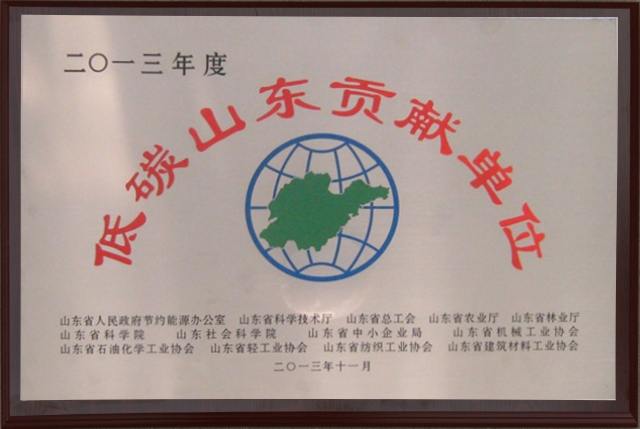 二〇一三年度
低碳山东贡献单位
山东省人民政府节约能源办公室 山东省科学技术厅 山东省总工会 山东省农业厅 山东省林业厅
山东省科学院 山东社会科学院 山东省中小企业局 山东省机械工业协会
山东省石油化学工业协会 山东省轻工业协会 山东省纺织工业协会 山东省建筑材料工业协会
二〇一三年十一月